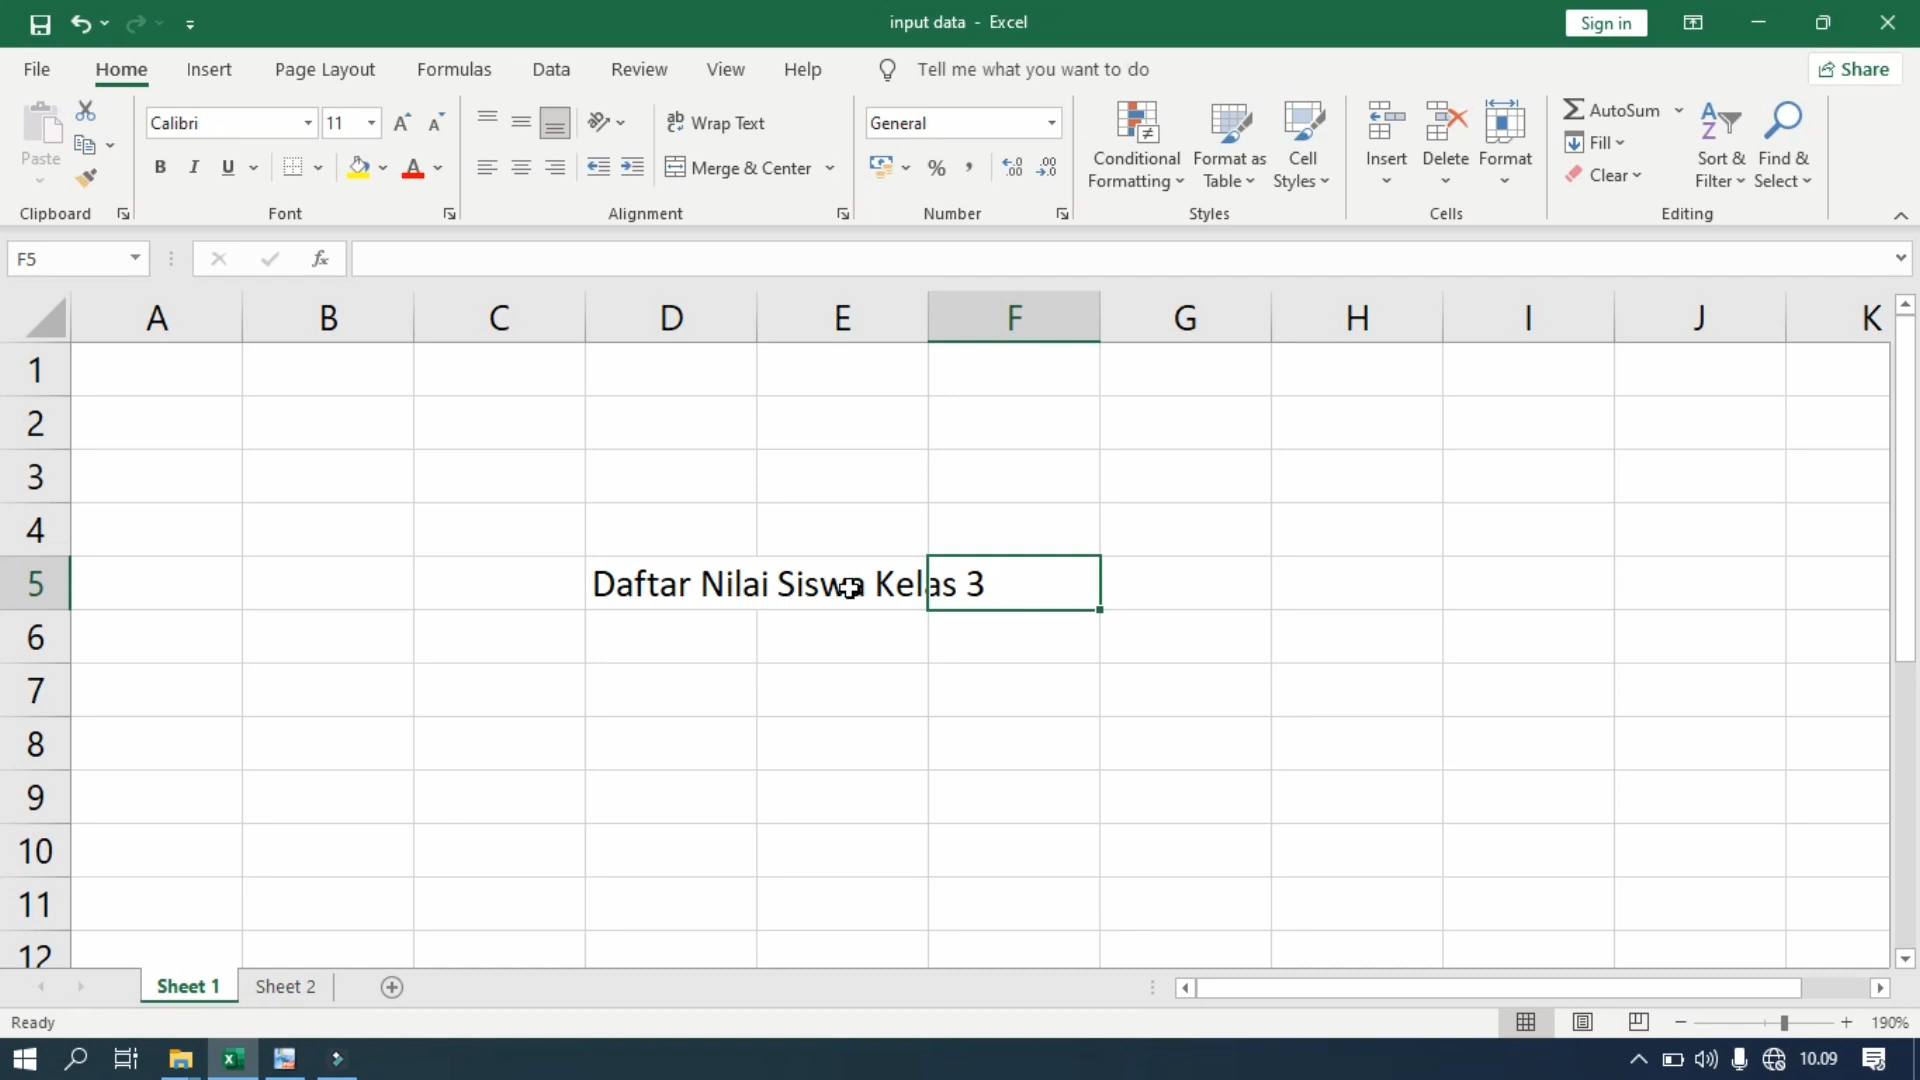 input data - Excel
Sign in
File Home Insert Page Layout Formulas Data Review View Help Tell me what you want to do Share
Paste
Clipboard
Calibri 11
B I U A
Font
Wrap Text
Merge & Center
Alignment
General
% , .00 .00
Number
Conditional Formatting
Format as Table
Cell Styles
Styles
Insert Delete Format
Cells
AutoSum
Fill
Clear
Sort & Filter
Find & Select
Editing
F5 fx
A B C D E F G H I J K
1
2
3
4
5 Daftar Nilai Siswa Kelas 3
6
7
8
9
10
11
12
Sheet 1 Sheet 2
Ready 190%
10.09